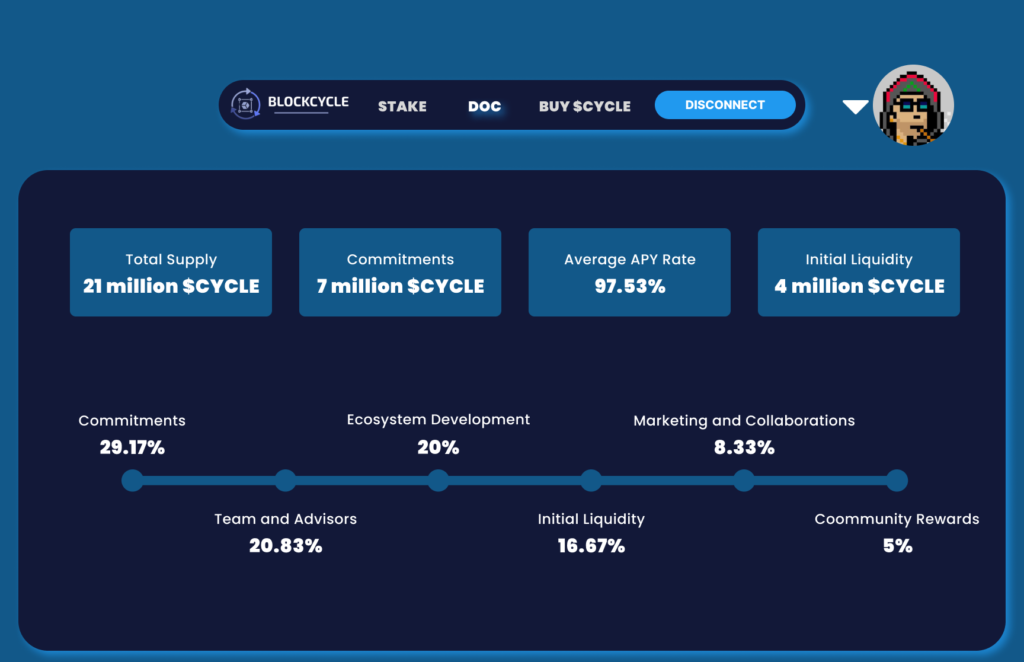 BLOCKCYCLE
STAKE
DOC
BUY $CYCLE
DISCONNECT
Total Supply
21 million $CYCLE
Commitments
7 million $CYCLE
Average APY Rate
97.53%
Initial Liquidity
4 million $CYCLE
Commitments
29.17%
Team and Advisors
20.83%
Ecosystem Development
20%
Initial Liquidity
16.67%
Marketing and Collaborations
8.33%
Coommunity Rewards
5%